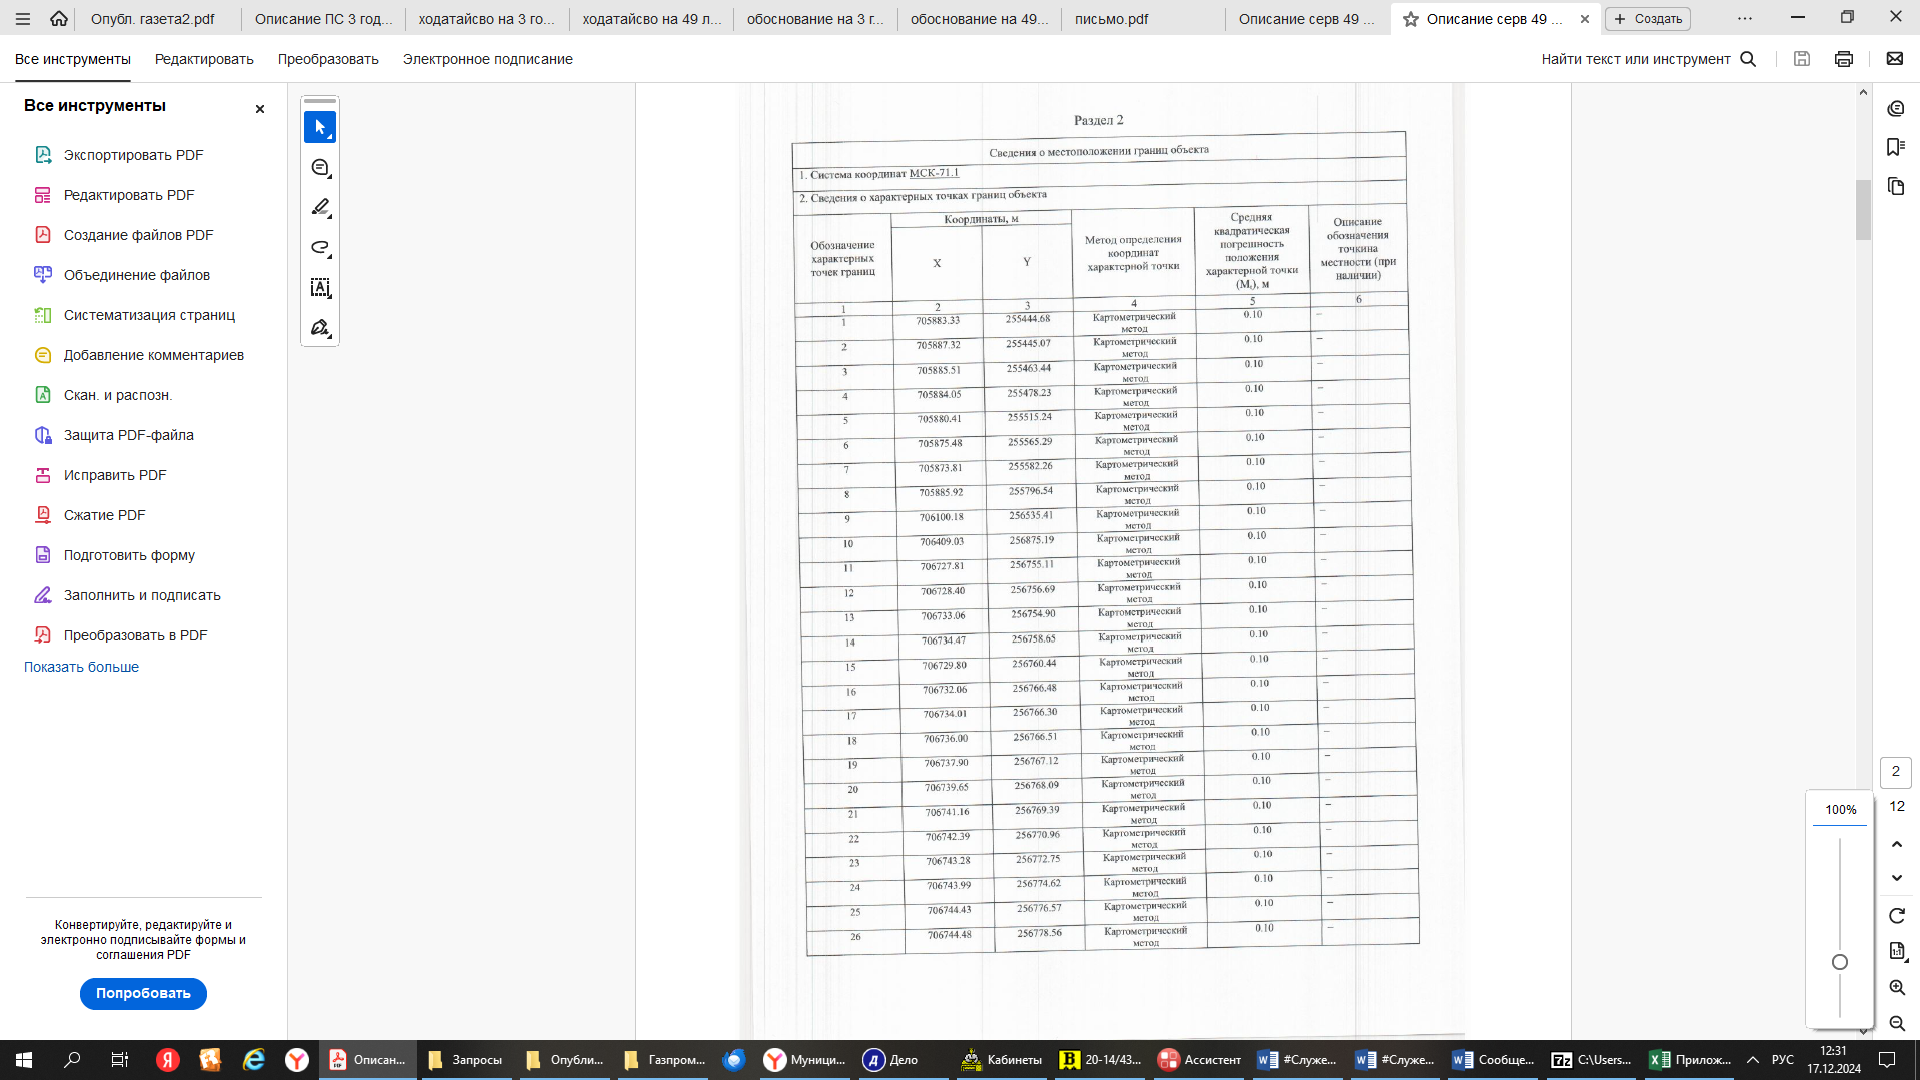 Опубл. газета2.pdf
Описание ПС 3 год...
ходатайсво на 3 го...
ходатайсво на 49 л...
обоснование на 3 г...
обоснование на 49...
письмо.pdf
Описание серв 49 ...
Описание серв 49 ...
Создать
Все инструменты
Редактировать
Преобразовать
Электронное подписание
Найти текст или инструмент
Все инструменты
Экспортировать PDF
Редактировать PDF
Создание файлов PDF
Объединение файлов
Систематизация страниц
Добавление комментариев
Скан. и распозн.
Защита PDF-файла
Исправить PDF
Сжатие PDF
Подготовить форму
Заполнить и подписать
Преобразовать в PDF
Показать больше
Конвертируйте, редактируйте и
электронно подписывайте формы и
соглашения PDF
Попробовать
Раздел 2
Сведения о местоположении границ объекта
1. Система координат МСК-71.1
2. Сведения о характерных точках границ объекта
Обозначение характерных точек границ
Координаты, м
X
Y
Метод определения координат характерной точки
Средняя квадратическая погрешность положения характерной точки (Mt), м
Описание обозначения точкина местности (при наличии)
1 2 3 4 5 6
1 705883.33 255444.68 Картометрический метод 0.10 –
2 705887.32 255445.07 Картометрический метод 0.10 –
3 705885.51 255463.44 Картометрический метод 0.10 –
4 705884.05 255478.23 Картометрический метод 0.10 –
5 705880.41 255515.24 Картометрический метод 0.10 –
6 705875.48 255565.29 Картометрический метод 0.10 –
7 705873.81 255582.26 Картометрический метод 0.10 –
8 705885.92 255796.54 Картометрический метод 0.10 –
9 706100.18 256535.41 Картометрический метод 0.10 –
10 706409.03 256875.19 Картометрический метод 0.10 –
11 706727.81 256755.11 Картометрический метод 0.10 –
12 706728.40 256756.69 Картометрический метод 0.10 –
13 706733.06 256754.90 Картометрический метод 0.10 –
14 706734.47 256758.65 Картометрический метод 0.10 –
15 706729.80 256760.44 Картометрический метод 0.10 –
16 706732.06 256766.48 Картометрический метод 0.10 –
17 706734.01 256766.30 Картометрический метод 0.10 –
18 706736.00 256766.51 Картометрический метод 0.10 –
19 706737.90 256767.12 Картометрический метод 0.10 –
20 706739.65 256768.09 Картометрический метод 0.10 –
21 706741.16 256769.39 Картометрический метод 0.10 –
22 706742.39 256770.96 Картометрический метод 0.10 –
23 706743.28 256772.75 Картометрический метод 0.10 –
24 706743.99 256774.62 Картометрический метод 0.10 –
25 706744.43 256776.57 Картометрический метод 0.10 –
26 706744.48 256778.56 Картометрический метод 0.10 –
2
12
100%
Описан...
Запросы
Опубли...
Газпром...
Муници...
Дело
Кабинеты
20-14/43...
Ассистент
#Служе...
#Служе...
Сообще...
C:\Users...
Прилож...
РУС
12:31
17.12.2024